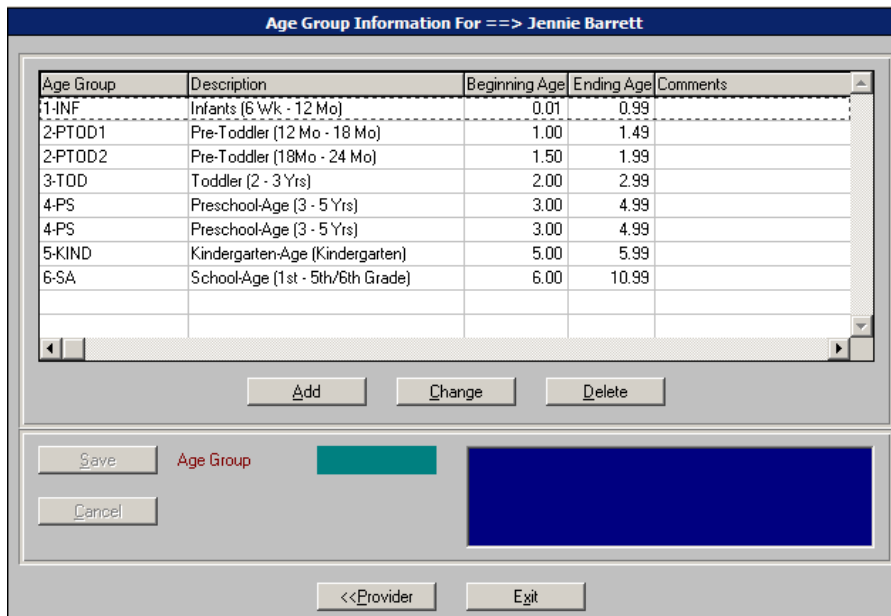 Age Group Information For ==> Jennie Barrett
Age Group Description Beginning Age Ending Age Comments
1-INF Infants (6 Wk - 12 Mo) 0.01 0.99
2-PTOD1 Pre-Toddler (12 Mo - 18 Mo) 1.00 1.49
2-PTOD2 Pre-Toddler (18Mo - 24 Mo) 1.50 1.99
3-TOD Toddler (2 - 3 Yrs) 2.00 2.99
4-PS Preschool-Age (3 - 5 Yrs) 3.00 4.99
4-PS Preschool-Age (3 - 5 Yrs) 3.00 4.99
5-KIND Kindergarten-Age (Kindergarten) 5.00 5.99
6-SA School-Age (1st - 5th/6th Grade) 6.00 10.99
Add Change Delete
Save Age Group
Cancel
<<Provider Exit